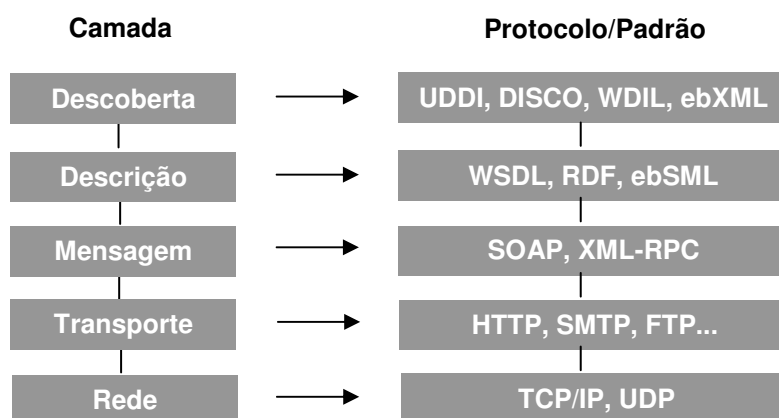 Camada Protocolo/Padrão
Descoberta UDDI, DISCO, WDIL, ebXML
Descrição WSDL, RDF, ebSML
Mensagem SOAP, XML-RPC
Transporte HTTP, SMTP, FTP...
Rede TCP/IP, UDP